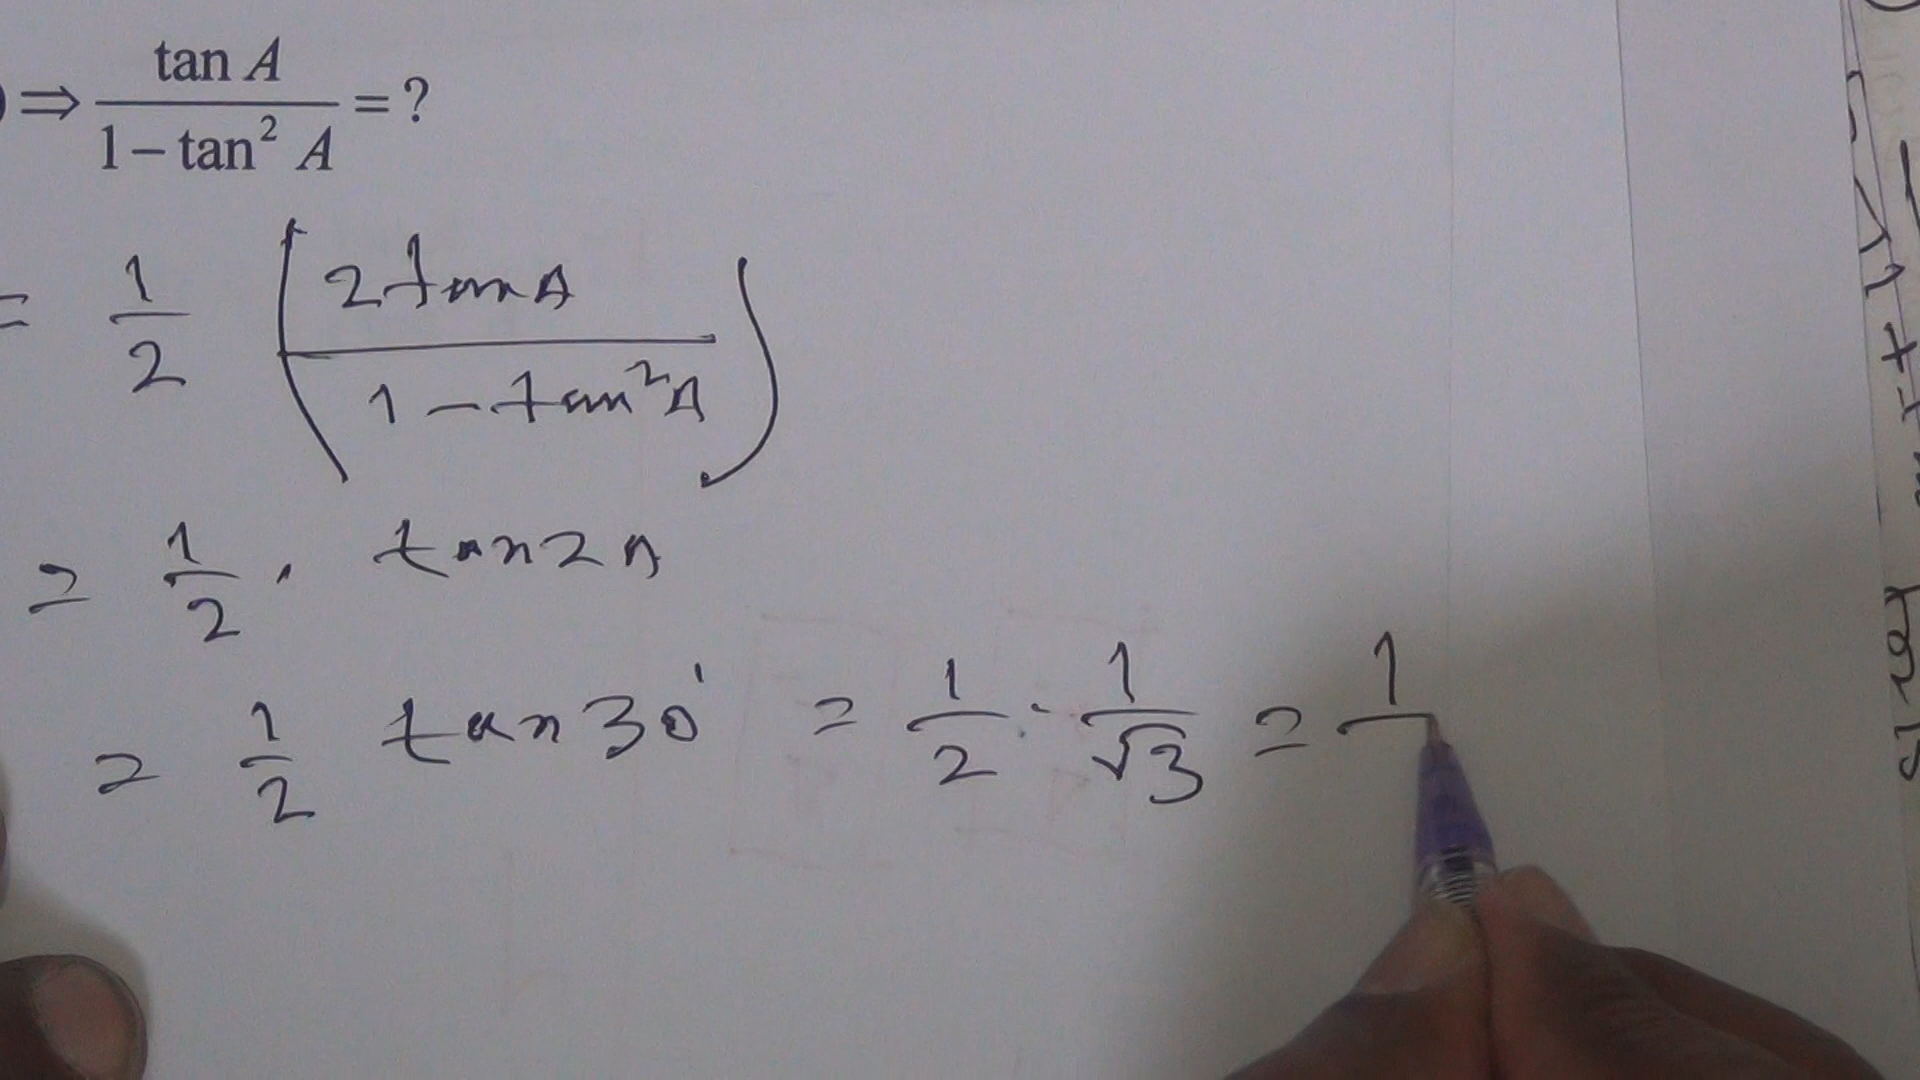 ) ⇒ tan A / 1 − tan² A = ?
= 1/2 ( 2 tan A / 1 − tan² A )
= 1/2 · tan 2A
= 1/2 tan 30° = 1/2 · 1/√3 = 1